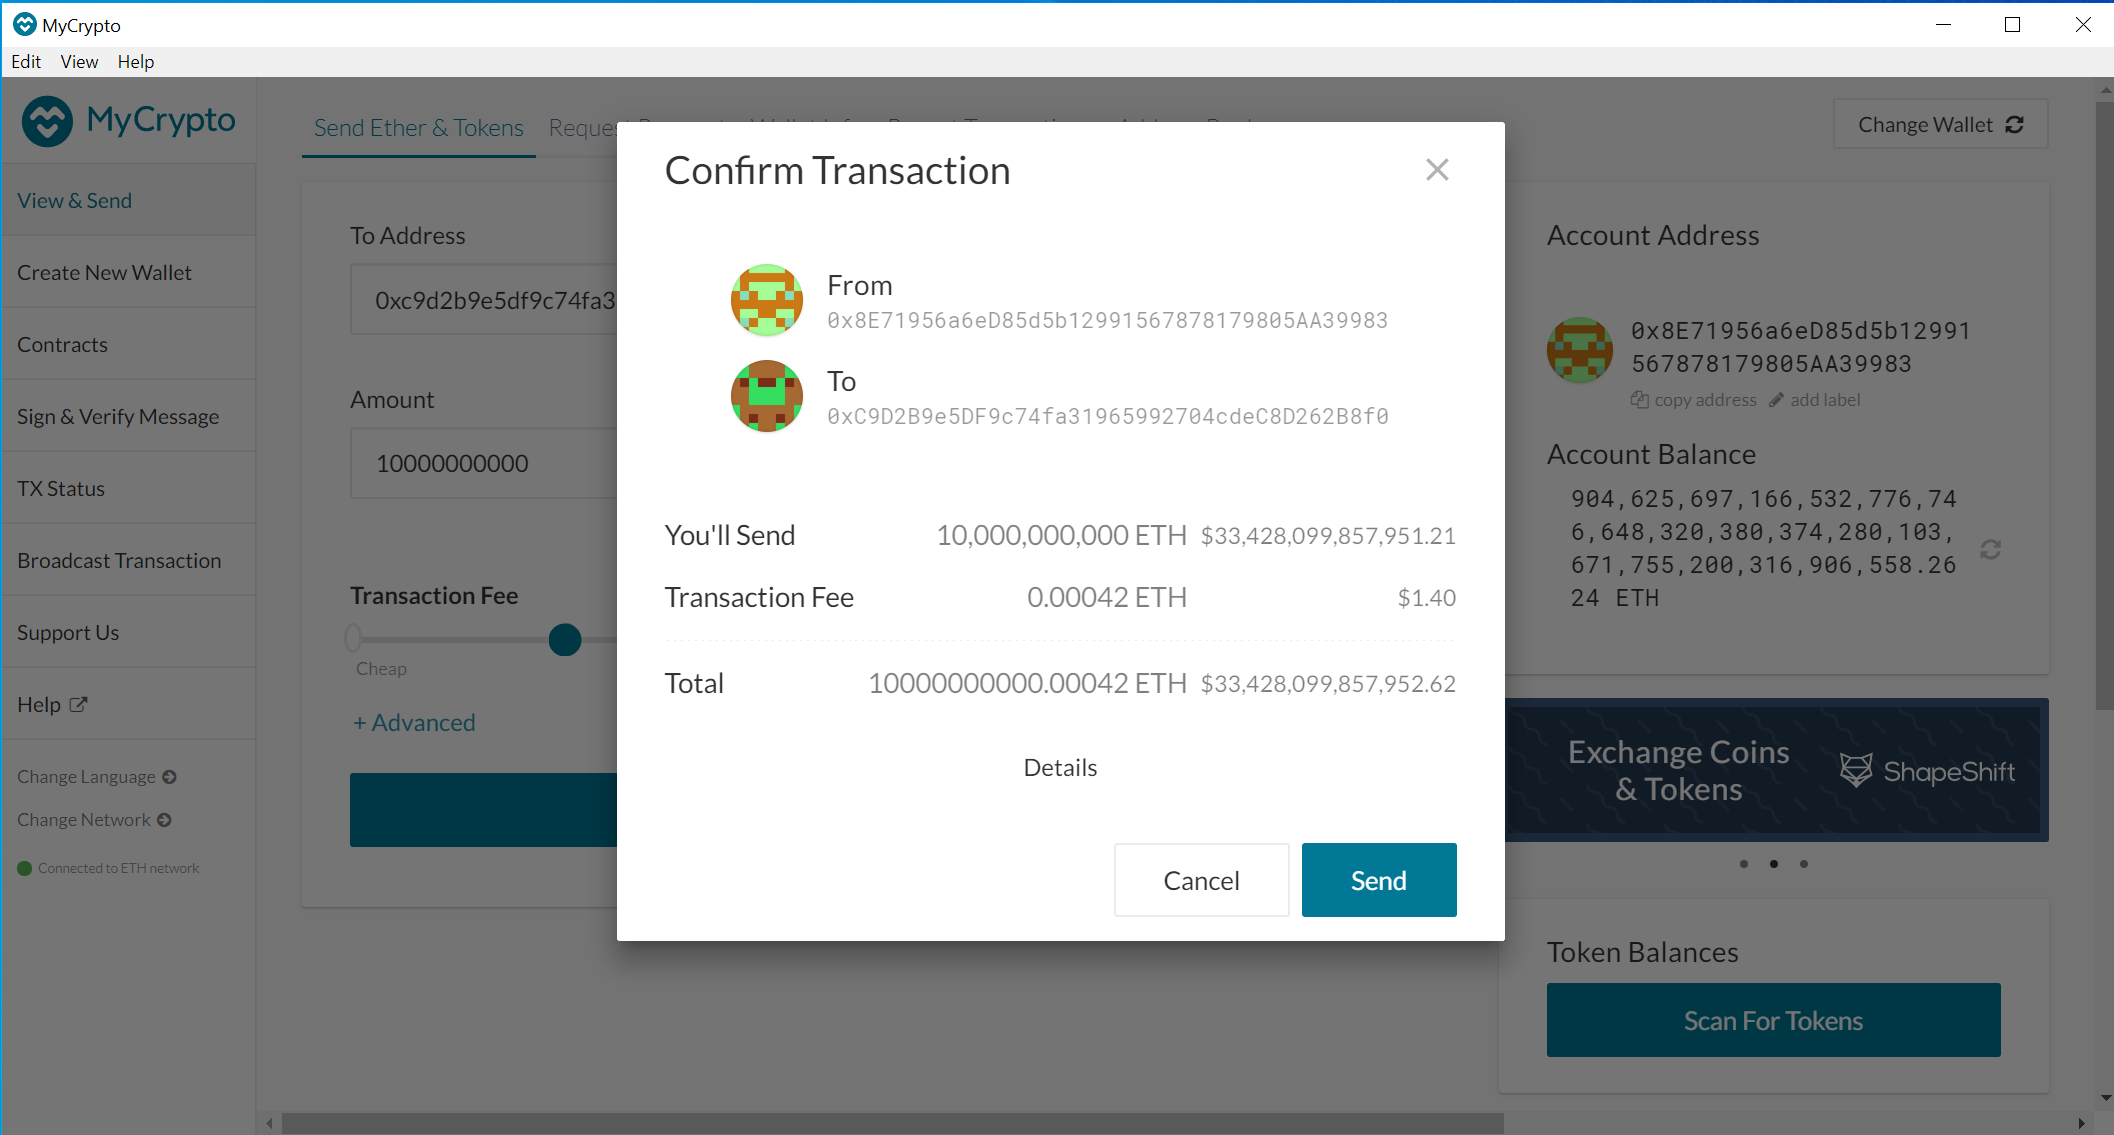 MyCrypto
Edit View Help
MyCrypto
Send Ether & Tokens
Change Wallet
View & Send
Create New Wallet
Contracts
Sign & Verify Message
TX Status
Broadcast Transaction
Support Us
Help
Change Language
Change Network
Connected to ETH network
To Address
0xc9d2b9e5df9c74fa3
Amount
10000000000
Transaction Fee
Cheap
+ Advanced
Confirm Transaction
From
0x8E71956a6eD85d5b12991567878179805AA39983
To
0xC9D2B9e5DF9c74fa31965992704cdeC8D262B8f0
You'll Send 10,000,000,000 ETH $33,428,099,857,951.21
Transaction Fee 0.00042 ETH $1.40
Total 10000000000.00042 ETH $33,428,099,857,952.62
Details
Cancel Send
Account Address
0x8E71956a6eD85d5b12991
567878179805AA39983
copy address add label
Account Balance
904,625,697,166,532,776,74
6,648,320,380,374,280,103,
671,755,200,316,906,558.26
24 ETH
Exchange Coins
& Tokens
ShapeShift
Token Balances
Scan For Tokens